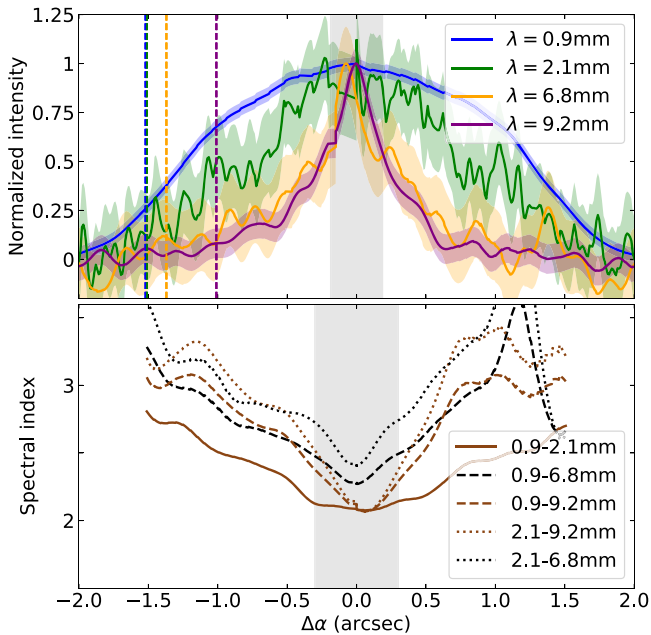 1.25
1
0.75
0.5
0.25
0
Normalized intensity
λ = 0.9mm
λ = 2.1mm
λ = 6.8mm
λ = 9.2mm
3
2
Spectral index
0.9-2.1mm
0.9-6.8mm
0.9-9.2mm
2.1-9.2mm
2.1-6.8mm
−2.0 −1.5 −1.0 −0.5 0.0 0.5 1.0 1.5 2.0
Δα (arcsec)